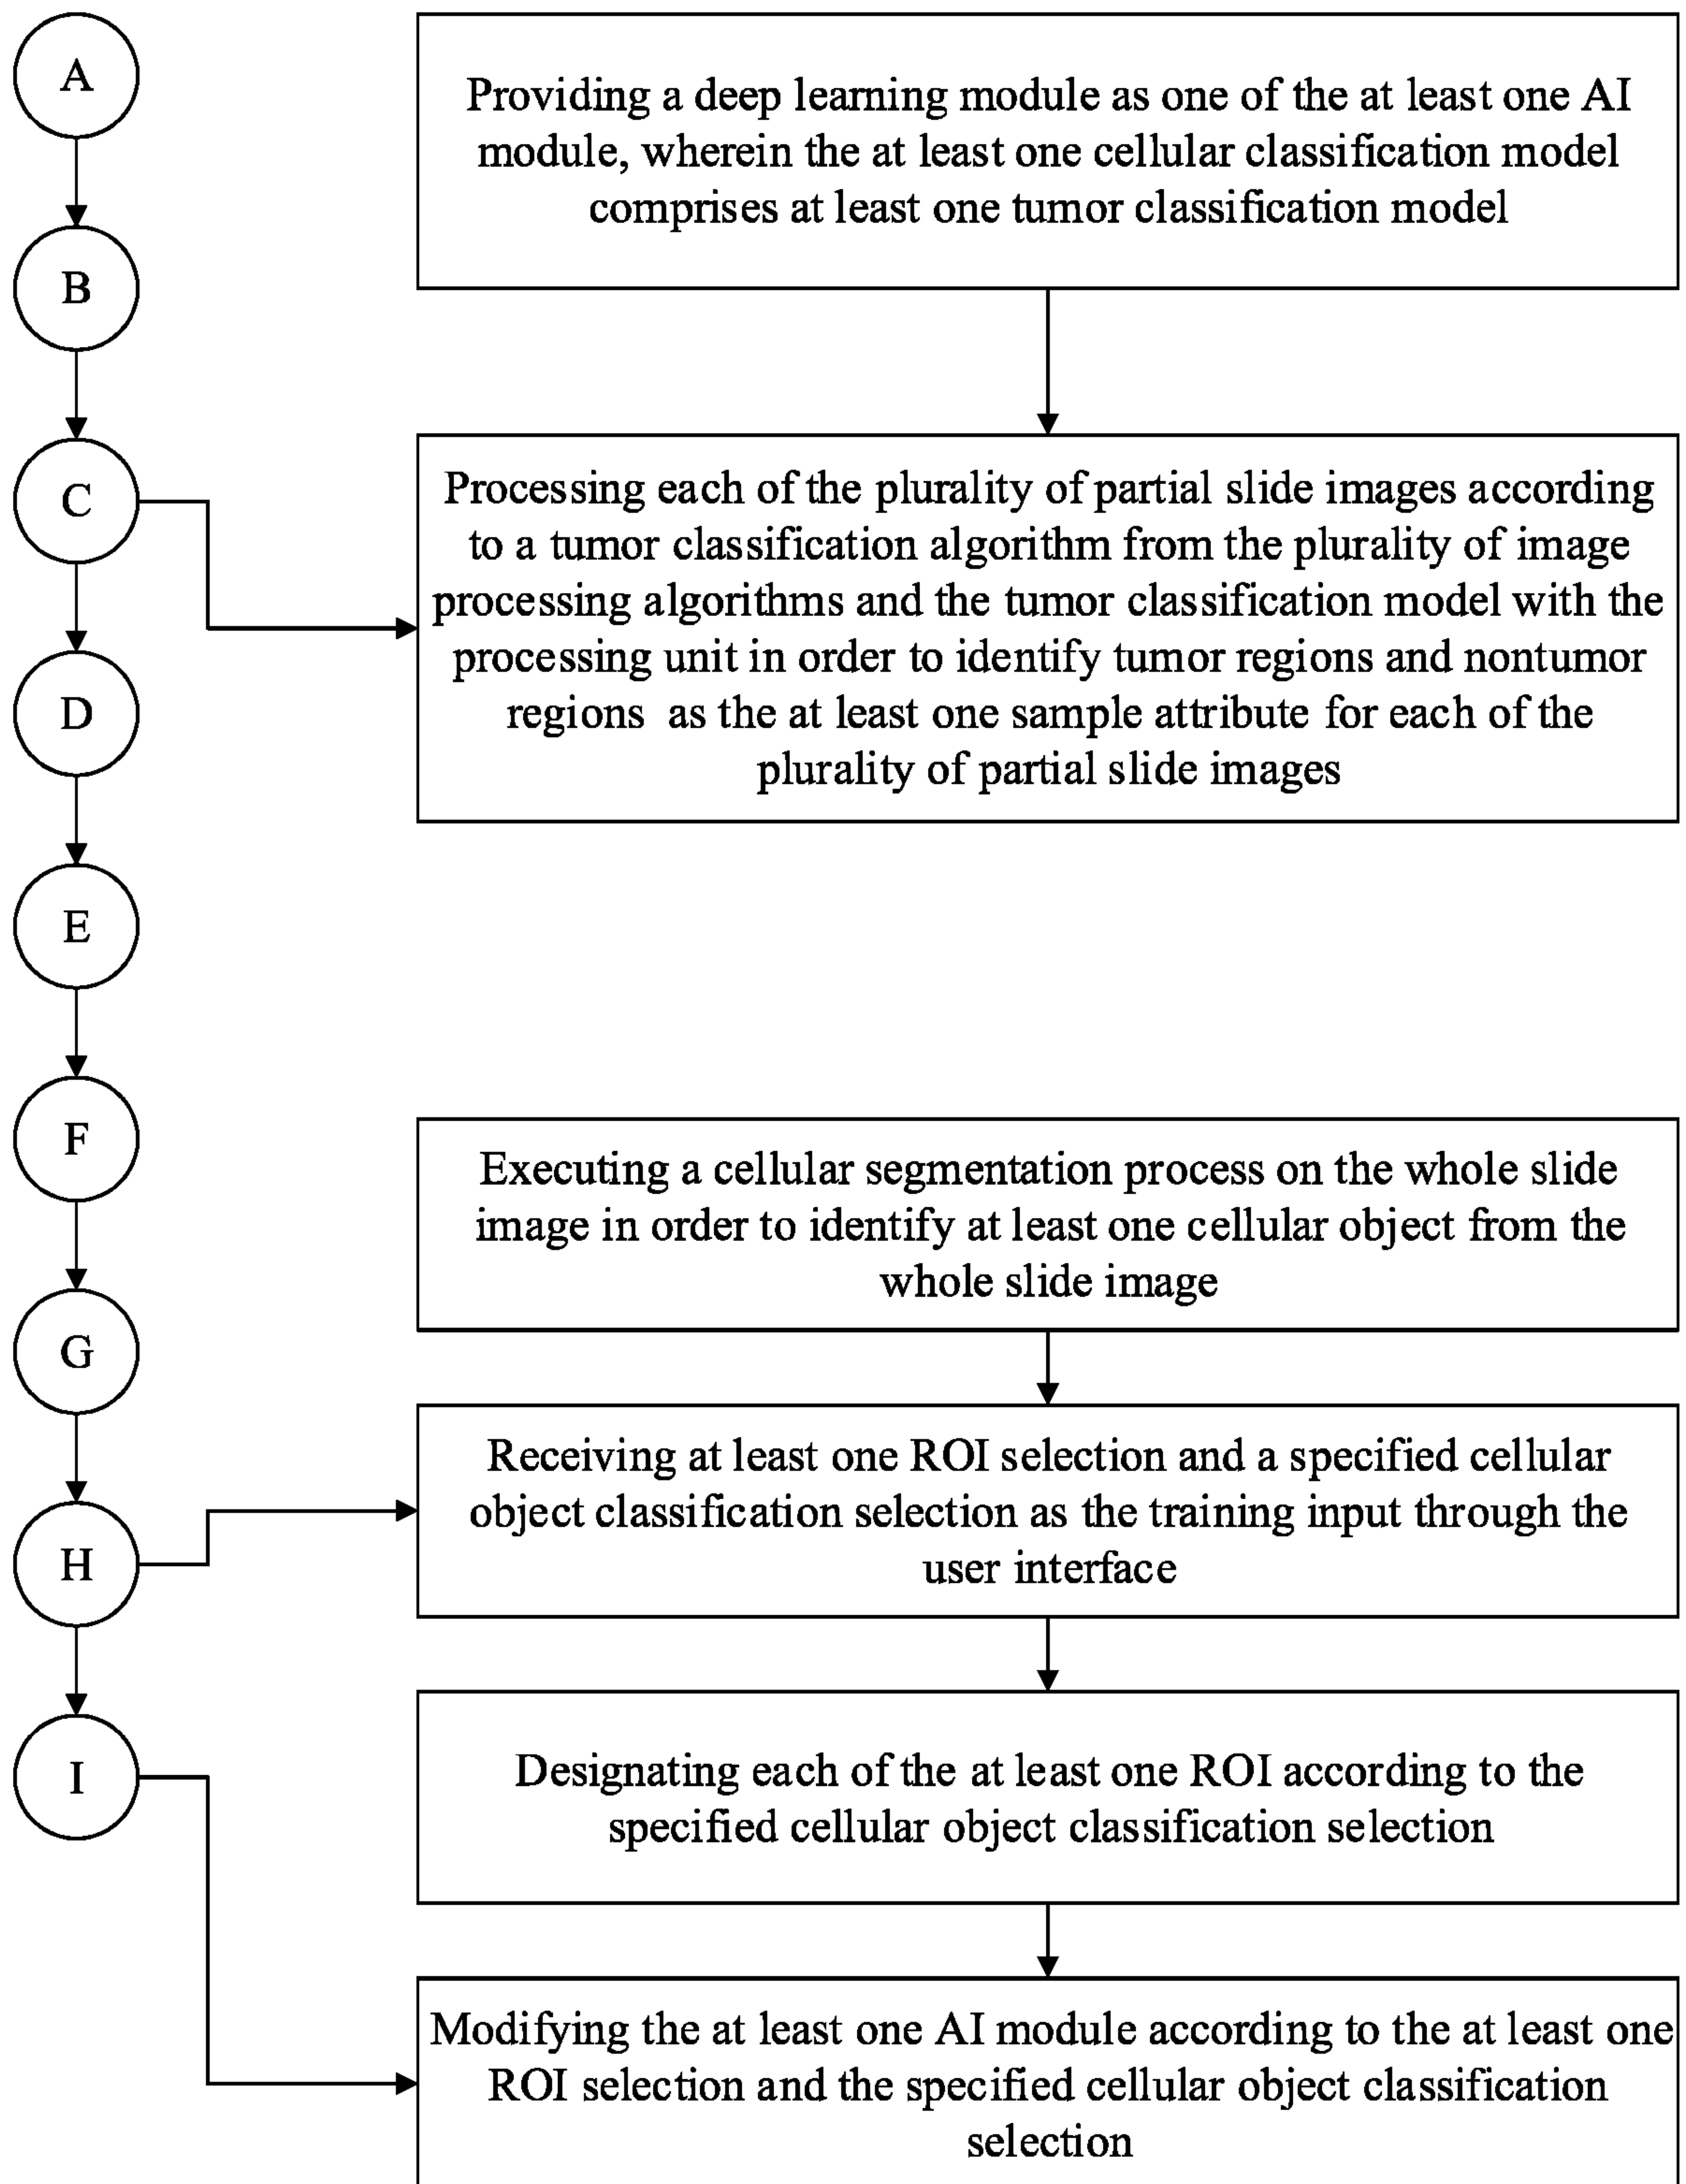 A
Providing a deep learning module as one of the at least one AI
module, wherein the at least one cellular classification model
comprises at least one tumor classification model
B
C
Processing each of the plurality of partial slide images according
to a tumor classification algorithm from the plurality of image
processing algorithms and the tumor classification model with the
processing unit in order to identify tumor regions and nontumor
regions as the at least one sample attribute for each of the
plurality of partial slide images
D
E
F
Executing a cellular segmentation process on the whole slide
image in order to identify at least one cellular object from the
whole slide image
G
H
Receiving at least one ROI selection and a specified cellular
object classification selection as the training input through the
user interface
I
Designating each of the at least one ROI according to the
specified cellular object classification selection
Modifying the at least one AI module according to the at least one
ROI selection and the specified cellular object classification
selection